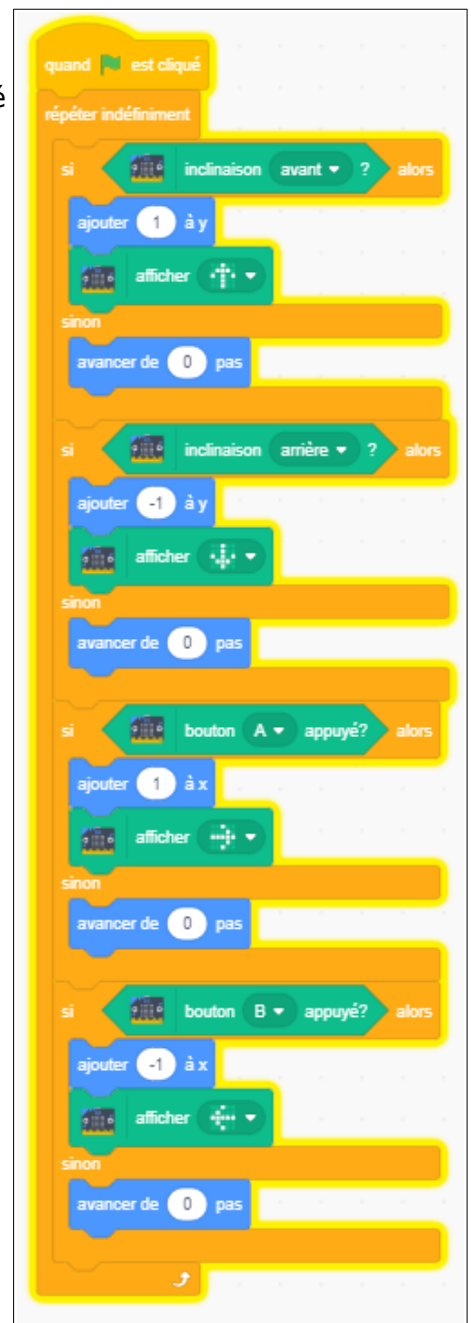 quand est cliqué
é
répéter indéfiniment
si inclinaison avant ? alors
ajouter 1 à y
afficher
sinon
avancer de 0 pas
si inclinaison arrière ? alors
ajouter -1 à y
afficher
sinon
avancer de 0 pas
si bouton A appuyé? alors
ajouter 1 à x
afficher
sinon
avancer de 0 pas
si bouton B appuyé? alors
ajouter -1 à x
afficher
sinon
avancer de 0 pas